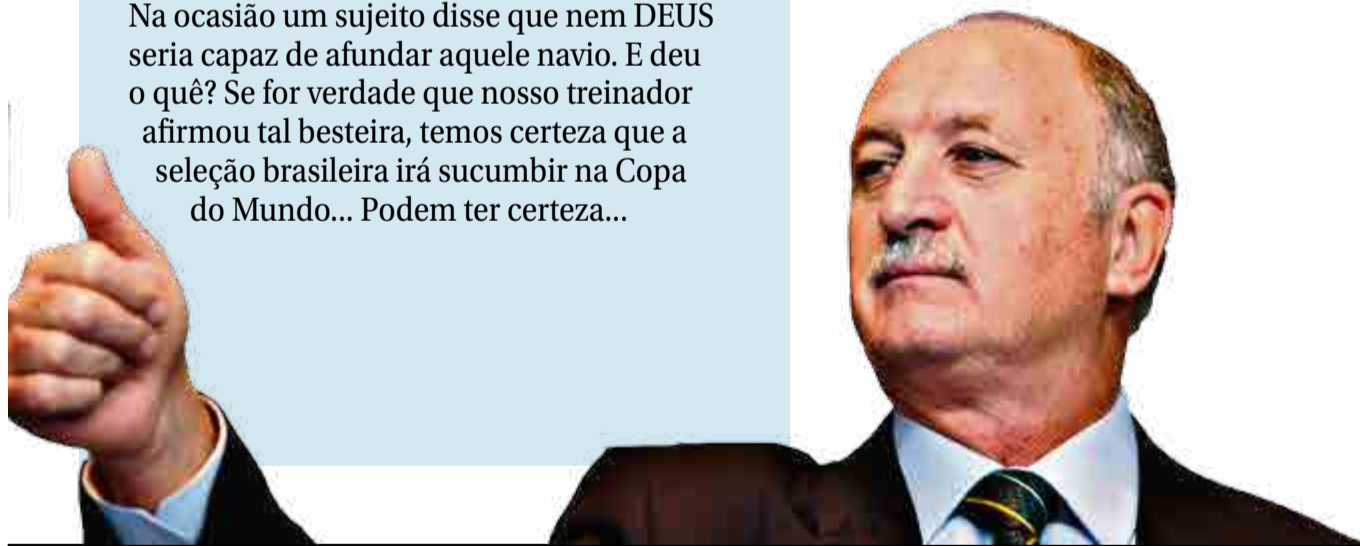 Na ocasião um sujeito disse que nem DEUS
seria capaz de afundar aquele navio. E deu
o quê? Se for verdade que nosso treinador
afirmou tal besteira, temos certeza que a
seleção brasileira irá sucumbir na Copa
do Mundo... Podem ter certeza...